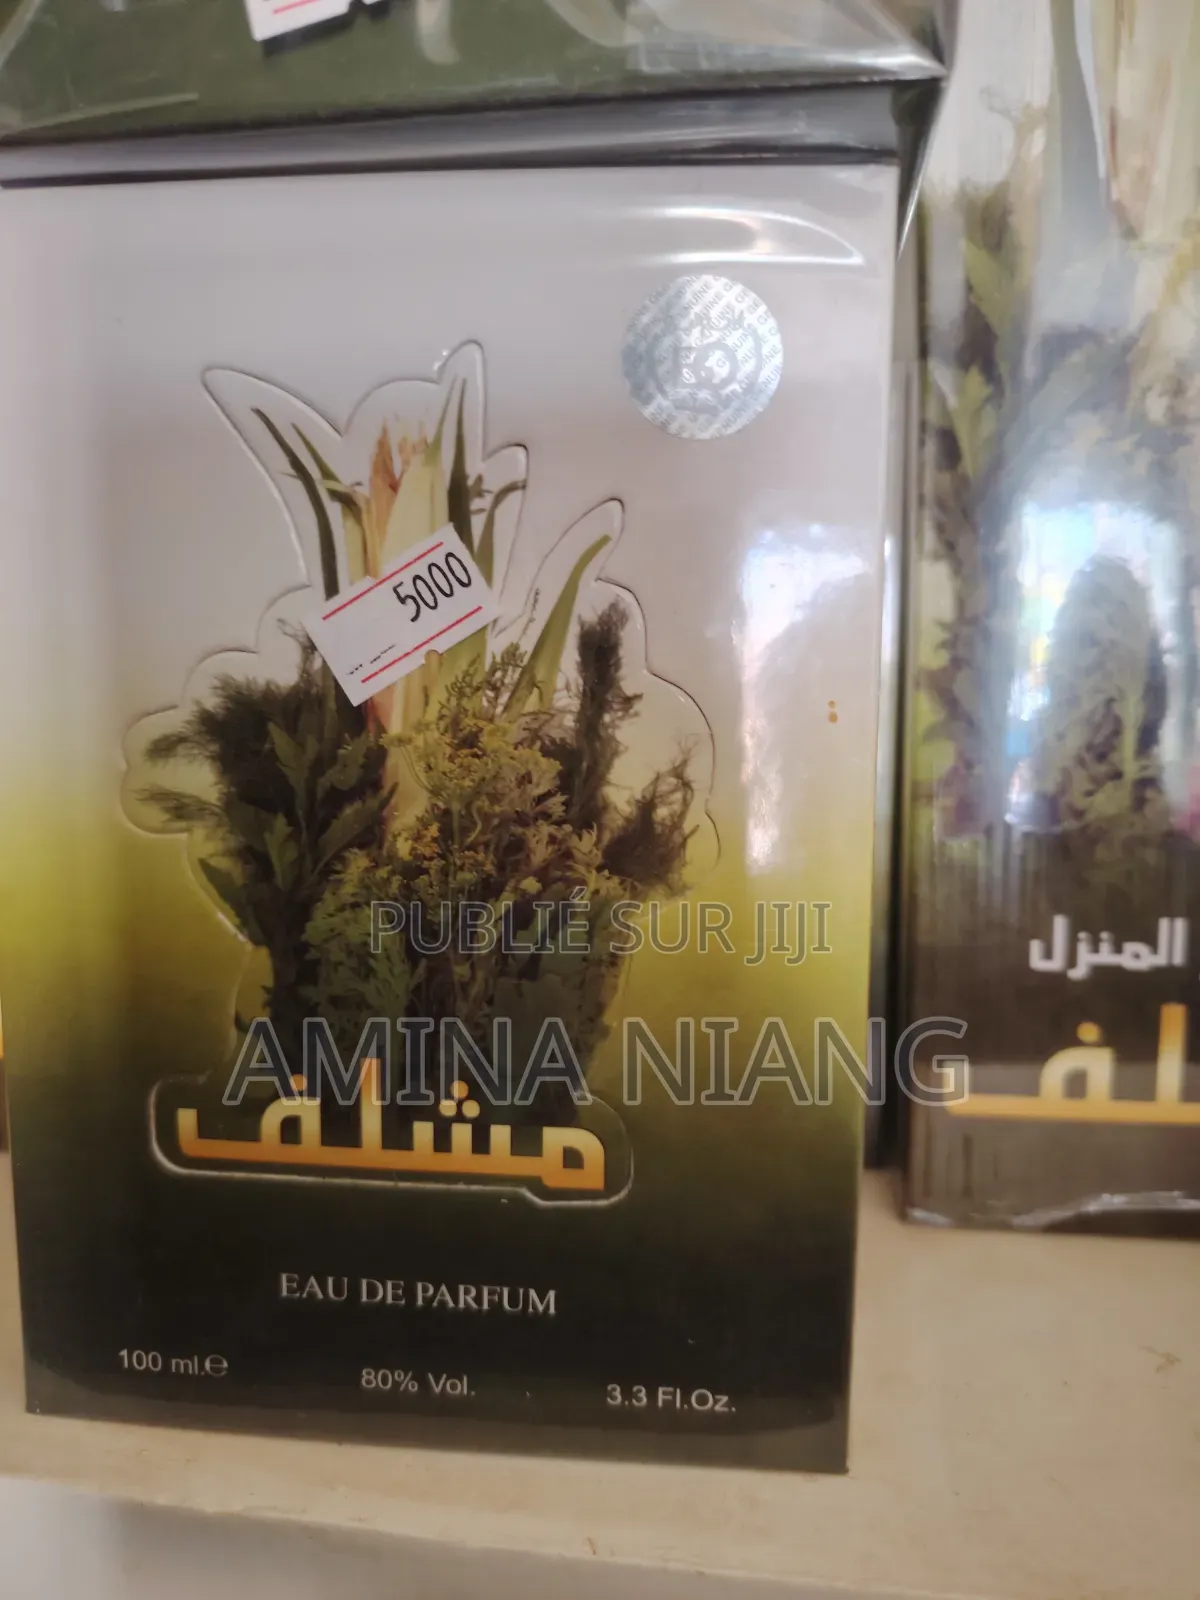 5000
PUBLIÉ SUR JIJI
AMINA NIANG
مشلف
EAU DE PARFUM
100 ml.e
80% Vol.
3.3 Fl.Oz.
المنزل